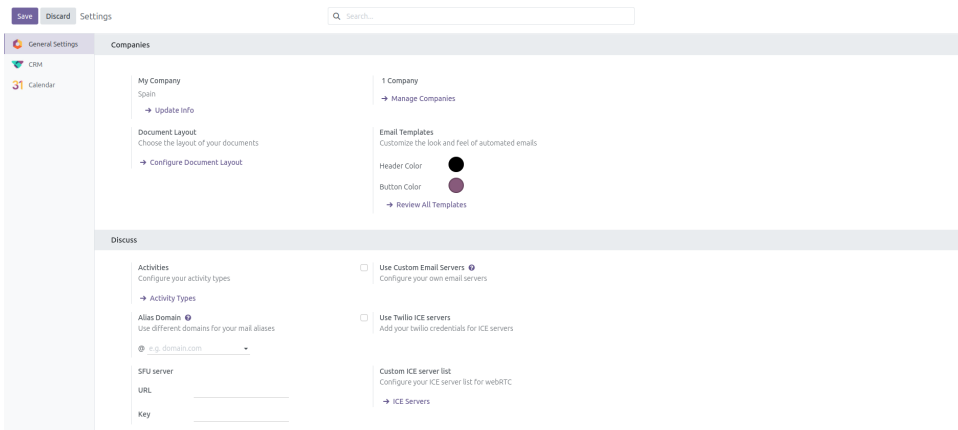 Save Discard Settings
Search...
General Settings
CRM
31 Calendar
Companies
My Company
Spain
→ Update Info
1 Company
→ Manage Companies
Document Layout
Choose the layout of your documents
→ Configure Document Layout
Email Templates
Customize the look and feel of automated emails
Header Color
Button Color
→ Review All Templates
Discuss
Activities
Configure your activity types
→ Activity Types
Use Custom Email Servers ?
Configure your own email servers
Alias Domain ?
Use different domains for your mail aliases
@ e.g. domain.com
Use Twilio ICE servers
Add your twilio credentials for ICE servers
SFU server
URL
Key
Custom ICE server list
Configure your ICE server list for webRTC
→ ICE Servers